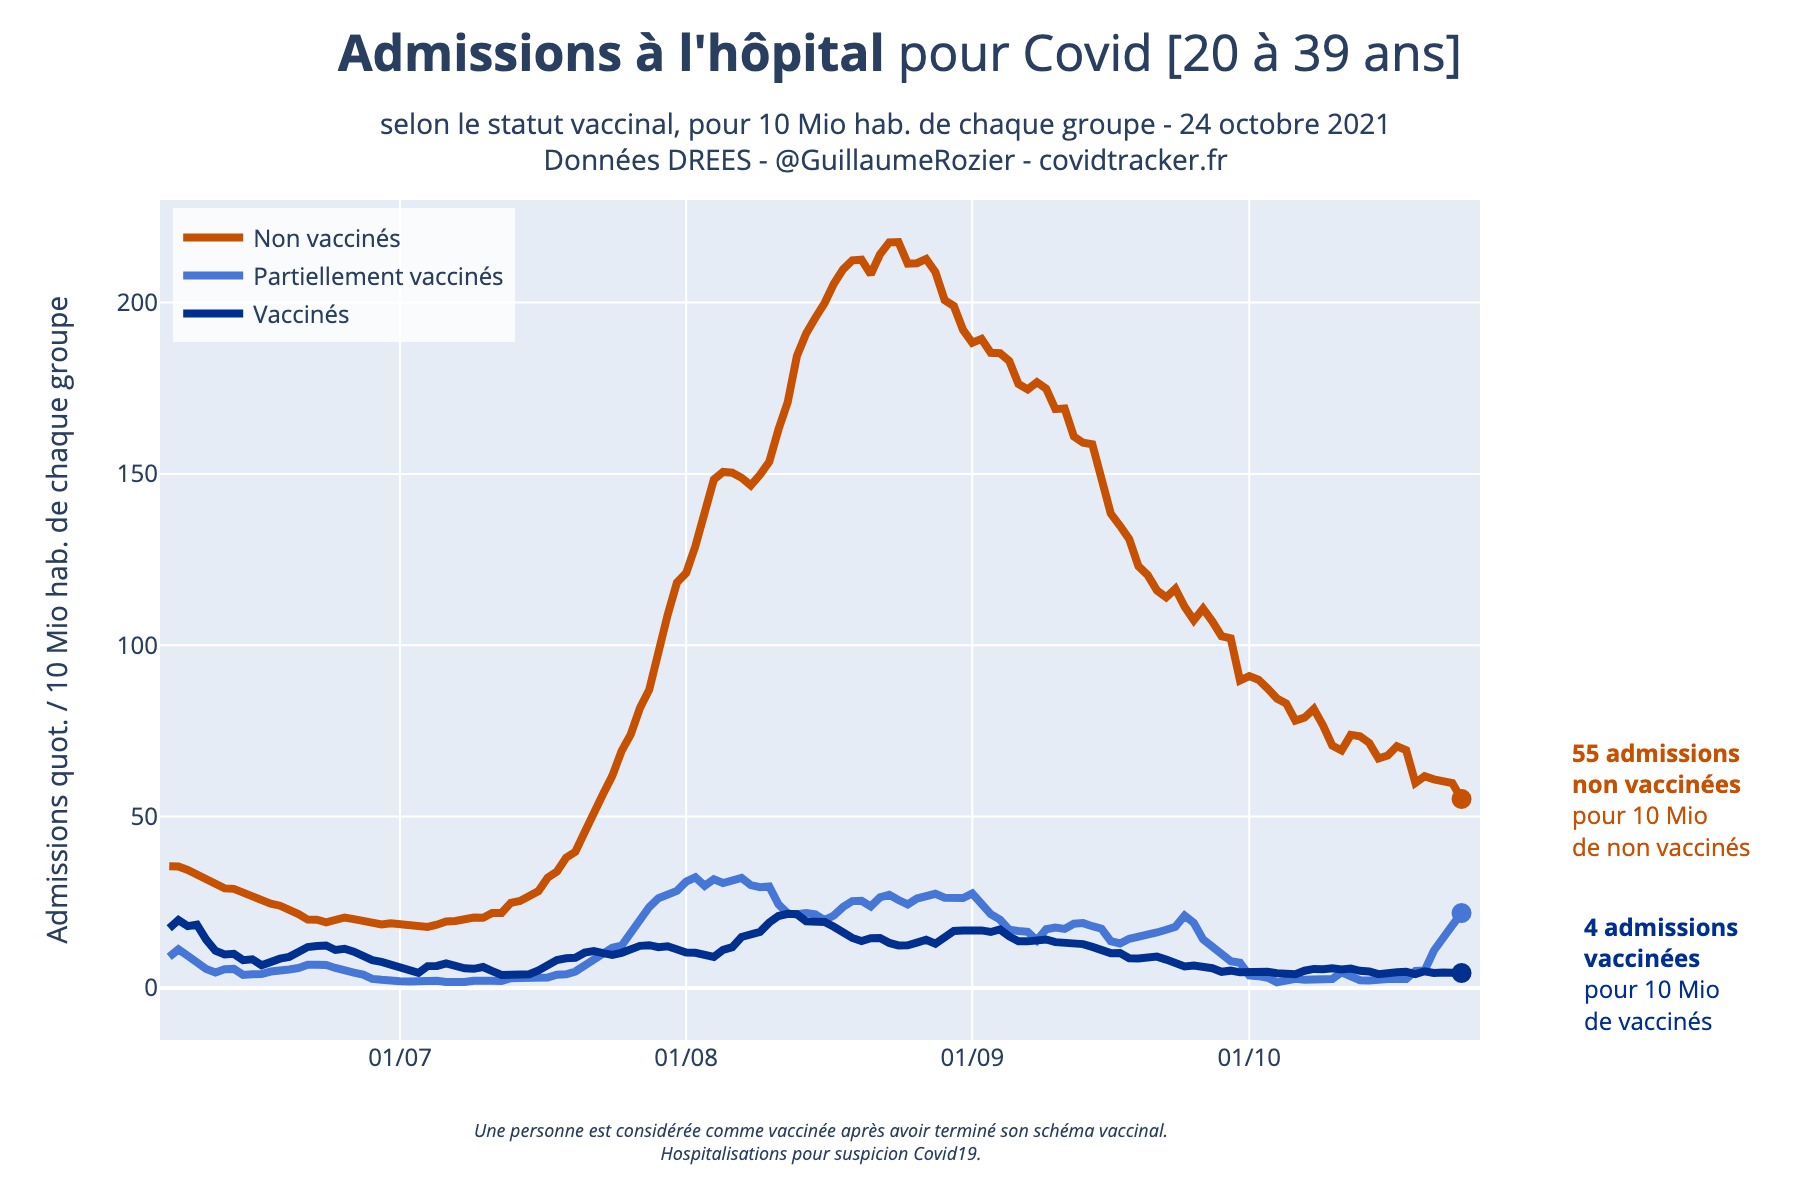 Admissions à l'hôpital pour Covid [20 à 39 ans]
selon le statut vaccinal, pour 10 Mio hab. de chaque groupe - 24 octobre 2021
Données DREES - @GuillaumeRozier - covidtracker.fr
Non vaccinés
Partiellement vaccinés
Vaccinés
Admissions quot. / 10 Mio hab. de chaque groupe
200
150
100
50
0
01/07
01/08
01/09
01/10
55 admissions
non vaccinées
pour 10 Mio
de non vaccinés
4 admissions
vaccinées
pour 10 Mio
de vaccinés
Une personne est considérée comme vaccinée après avoir terminé son schéma vaccinal.
Hospitalisations pour suspicion Covid19.